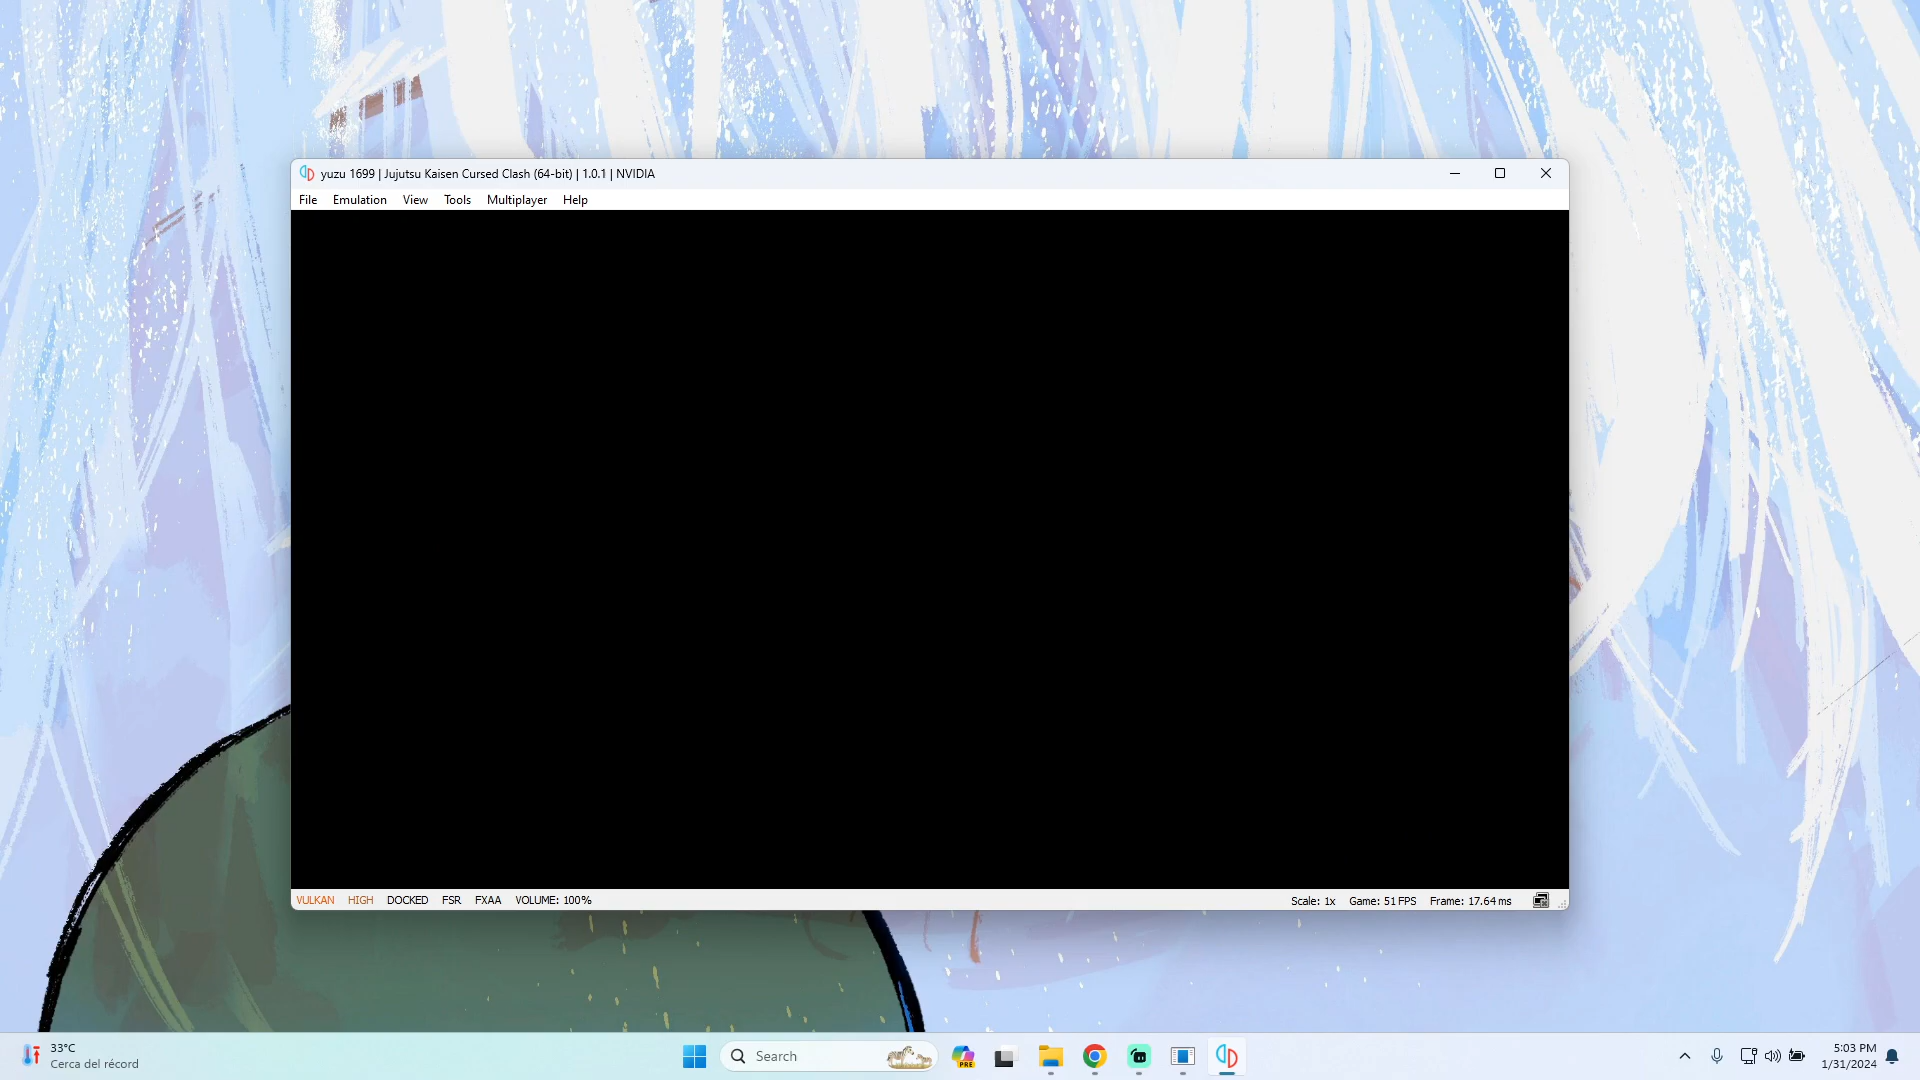 yuzu 1699 | Jujutsu Kaisen Cursed Clash (64-bit) | 1.0.1 | NVIDIA
File Emulation View Tools Multiplayer Help
VULKAN HIGH DOCKED FSR FXAA VOLUME: 100% Scale: 1x Game: 51 FPS Frame: 17.64 ms
33°C
Cerca del récord
Search
PRE
5:03 PM
1/31/2024